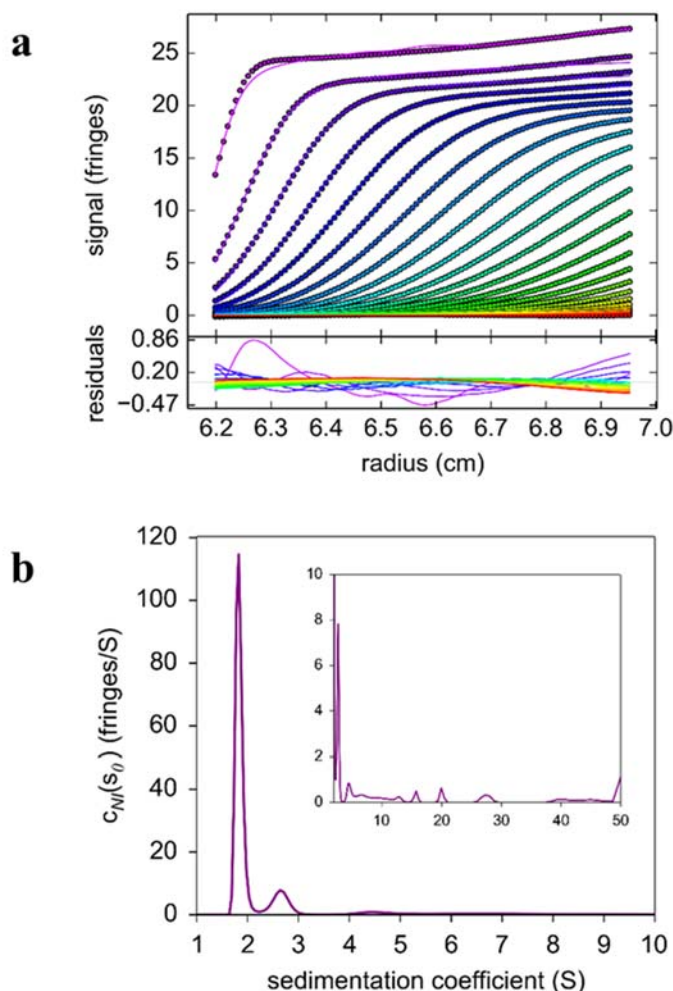 a
25
20
15
10
5
0
signal (fringes)
0.86
0.20
−0.47
residuals
6.2 6.3 6.4 6.5 6.6 6.7 6.8 6.9 7.0
radius (cm)
b
120
100
80
60
40
20
0
c_NI(s_0) (fringes/S)
10
8
6
4
2
0
10 20 30 40 50
1 2 3 4 5 6 7 8 9 10
sedimentation coefficient (S)